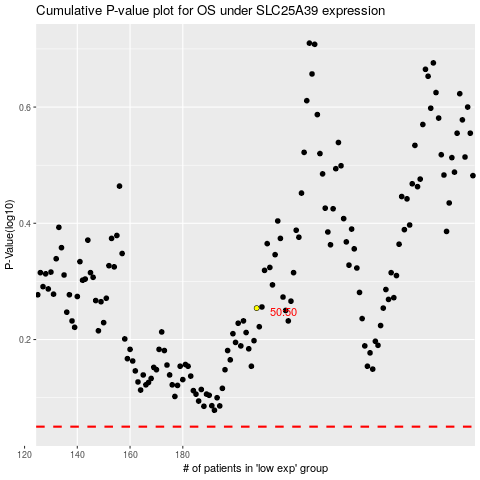 Cumulative P-value plot for OS under SLC25A39 expression
P-Value(log10)
0.6
0.4
0.2
50:50
120 130 140 160 180
# of patients in 'low exp' group